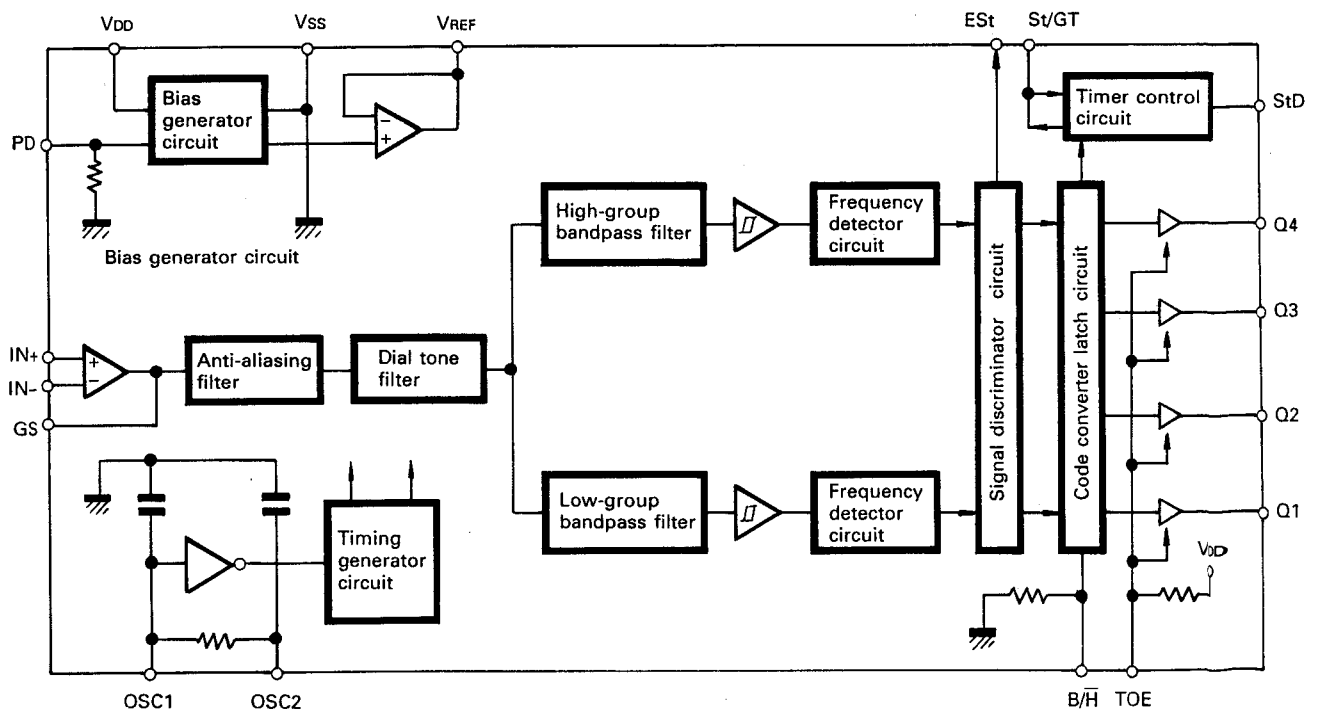 VDD
VSS
VREF
ESt
St/GT
Bias
generator
circuit
Timer control
circuit
StD
PD
−
+
High-group
bandpass filter
Frequency
detector
circuit
Q4
Bias generator circuit
Signal discriminator circuit
Code converter latch circuit
Q3
IN+
IN−
GS
+
−
Anti-aliasing
filter
Dial tone
filter
Q2
Low-group
bandpass filter
Frequency
detector
circuit
Q1
Timing
generator
circuit
VDD
OSC1
OSC2
B/H̅
TOE